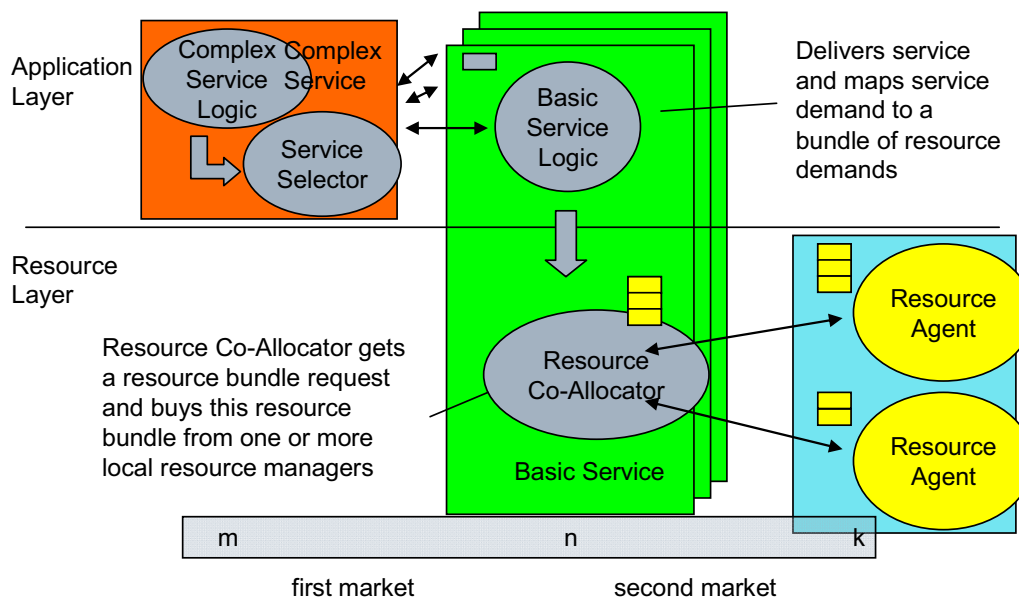 Application
Layer
Complex
Service
Logic
Complex
Service
Service
Selector
Basic
Service
Logic
Delivers service
and maps service
demand to a
bundle of resource
demands
Resource
Layer
Resource Co-Allocator gets
a resource bundle request
and buys this resource
bundle from one or more
local resource managers
Resource
Co-Allocator
Basic Service
Resource
Agent
Resource
Agent
m
n
k
first market
second market